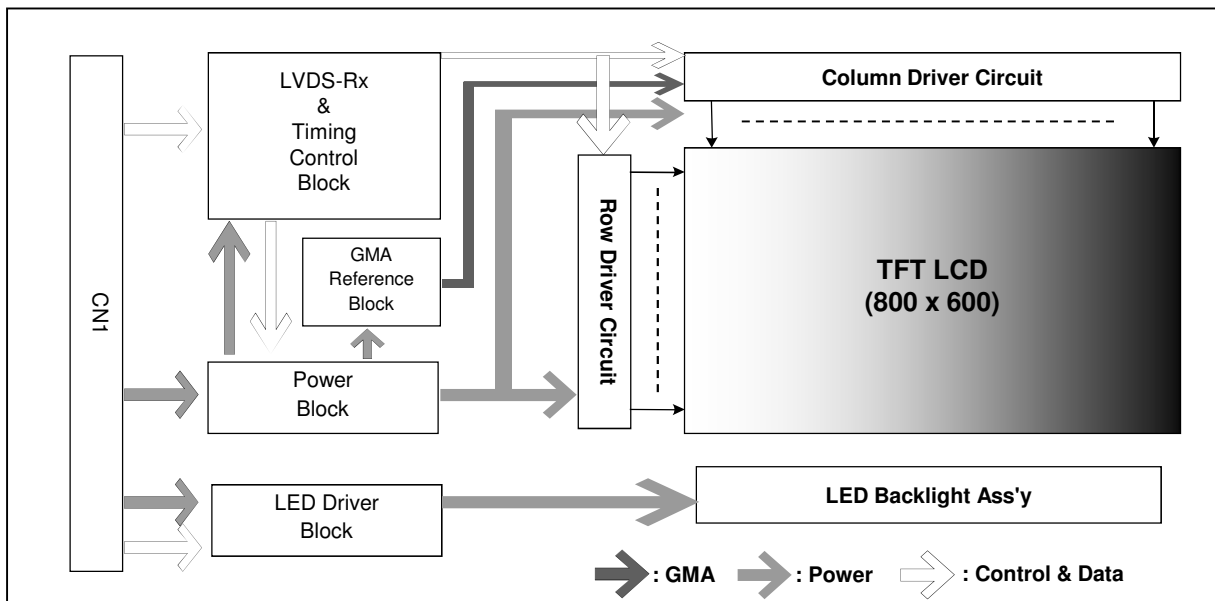 CN1
LVDS-Rx
&
Timing
Control
Block
GMA
Reference
Block
Power
Block
LED Driver
Block
Column Driver Circuit
Row Driver Circuit
TFT LCD
(800 x 600)
LED Backlight Ass'y
: GMA
: Power
: Control & Data